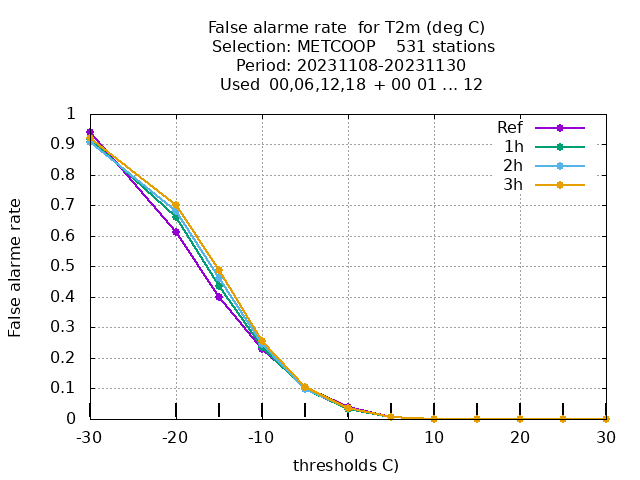 False alarme rate  for T2m (deg C)
Selection: METCOOP    531 stations
Period: 20231108-20231130
Used  00,06,12,18  + 00 01 ... 12
Ref
1h
2h
3h
1
0.9
0.8
0.7
0.6
0.5
0.4
0.3
0.2
0.1
0
False alarme rate
-30 -20 -10 0 10 20 30
thresholds C)